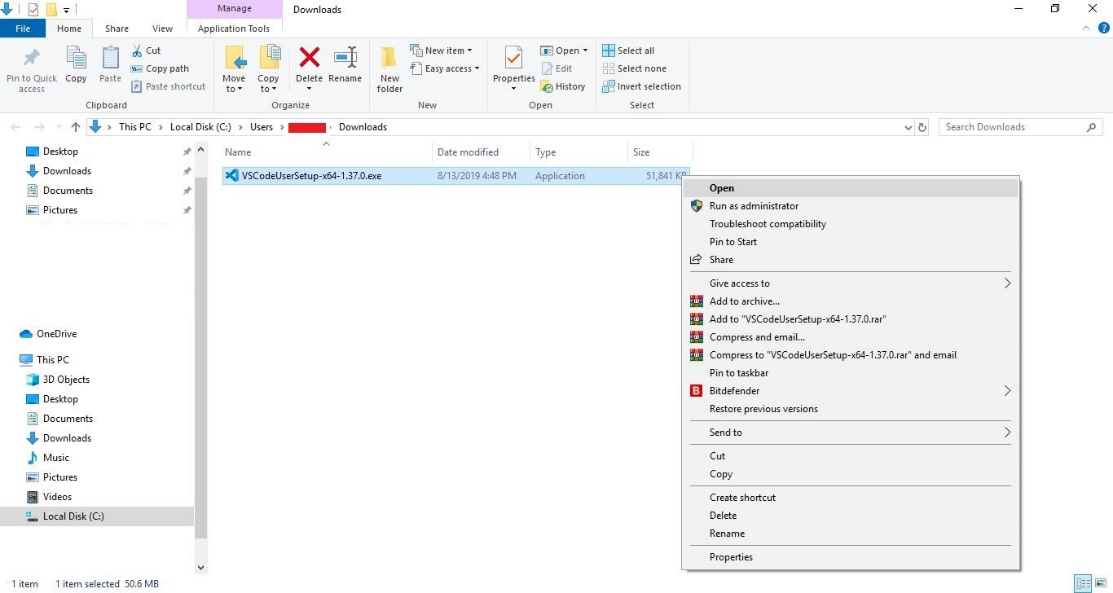 Manage
Downloads
File
Home
Share
View
Application Tools
Pin to Quick access
Copy
Paste
Cut
Copy path
Paste shortcut
Clipboard
Move to
Copy to
Delete
Rename
Organize
New folder
New item
Easy access
New
Properties
Open
Edit
History
Open
Select all
Select none
Invert selection
Select
This PC > Local Disk (C:) > Users > Downloads
Search Downloads
Desktop
Downloads
Documents
Pictures
OneDrive
This PC
3D Objects
Desktop
Documents
Downloads
Music
Pictures
Videos
Local Disk (C:)
Name
Date modified
Type
Size
VSCodeUserSetup-x64-1.37.0.exe
8/13/2019 4:48 PM
Application
51,841 KB
Open
Run as administrator
Troubleshoot compatibility
Pin to Start
Share
Give access to
Add to archive...
Add to "VSCodeUserSetup-x64-1.37.0.rar"
Compress and email...
Compress to "VSCodeUserSetup-x64-1.37.0.rar" and email
Pin to taskbar
B Bitdefender
Restore previous versions
Send to
Cut
Copy
Create shortcut
Delete
Rename
Properties
1 item
1 item selected 50.6 MB